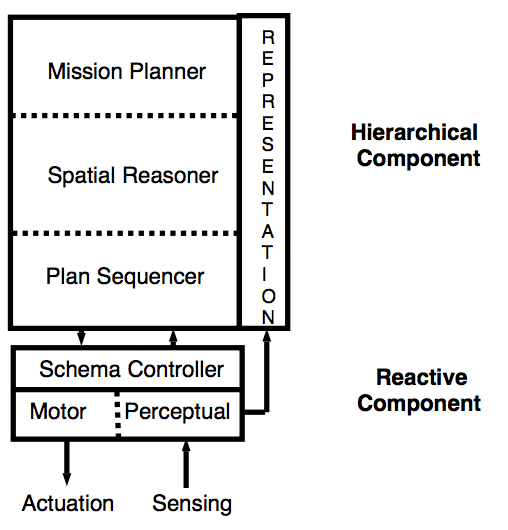 Mission Planner
Spatial Reasoner
Plan Sequencer
REPRESENTATION
Hierarchical
Component
Schema Controller
Motor Perceptual
Reactive
Component
Actuation Sensing